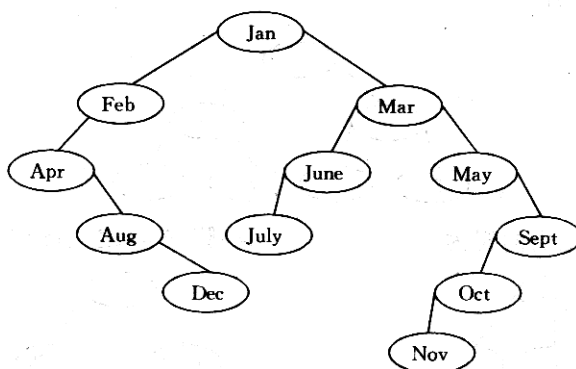 Jan
Feb Mar
Apr June May
Aug July Sept
Dec Oct
Nov